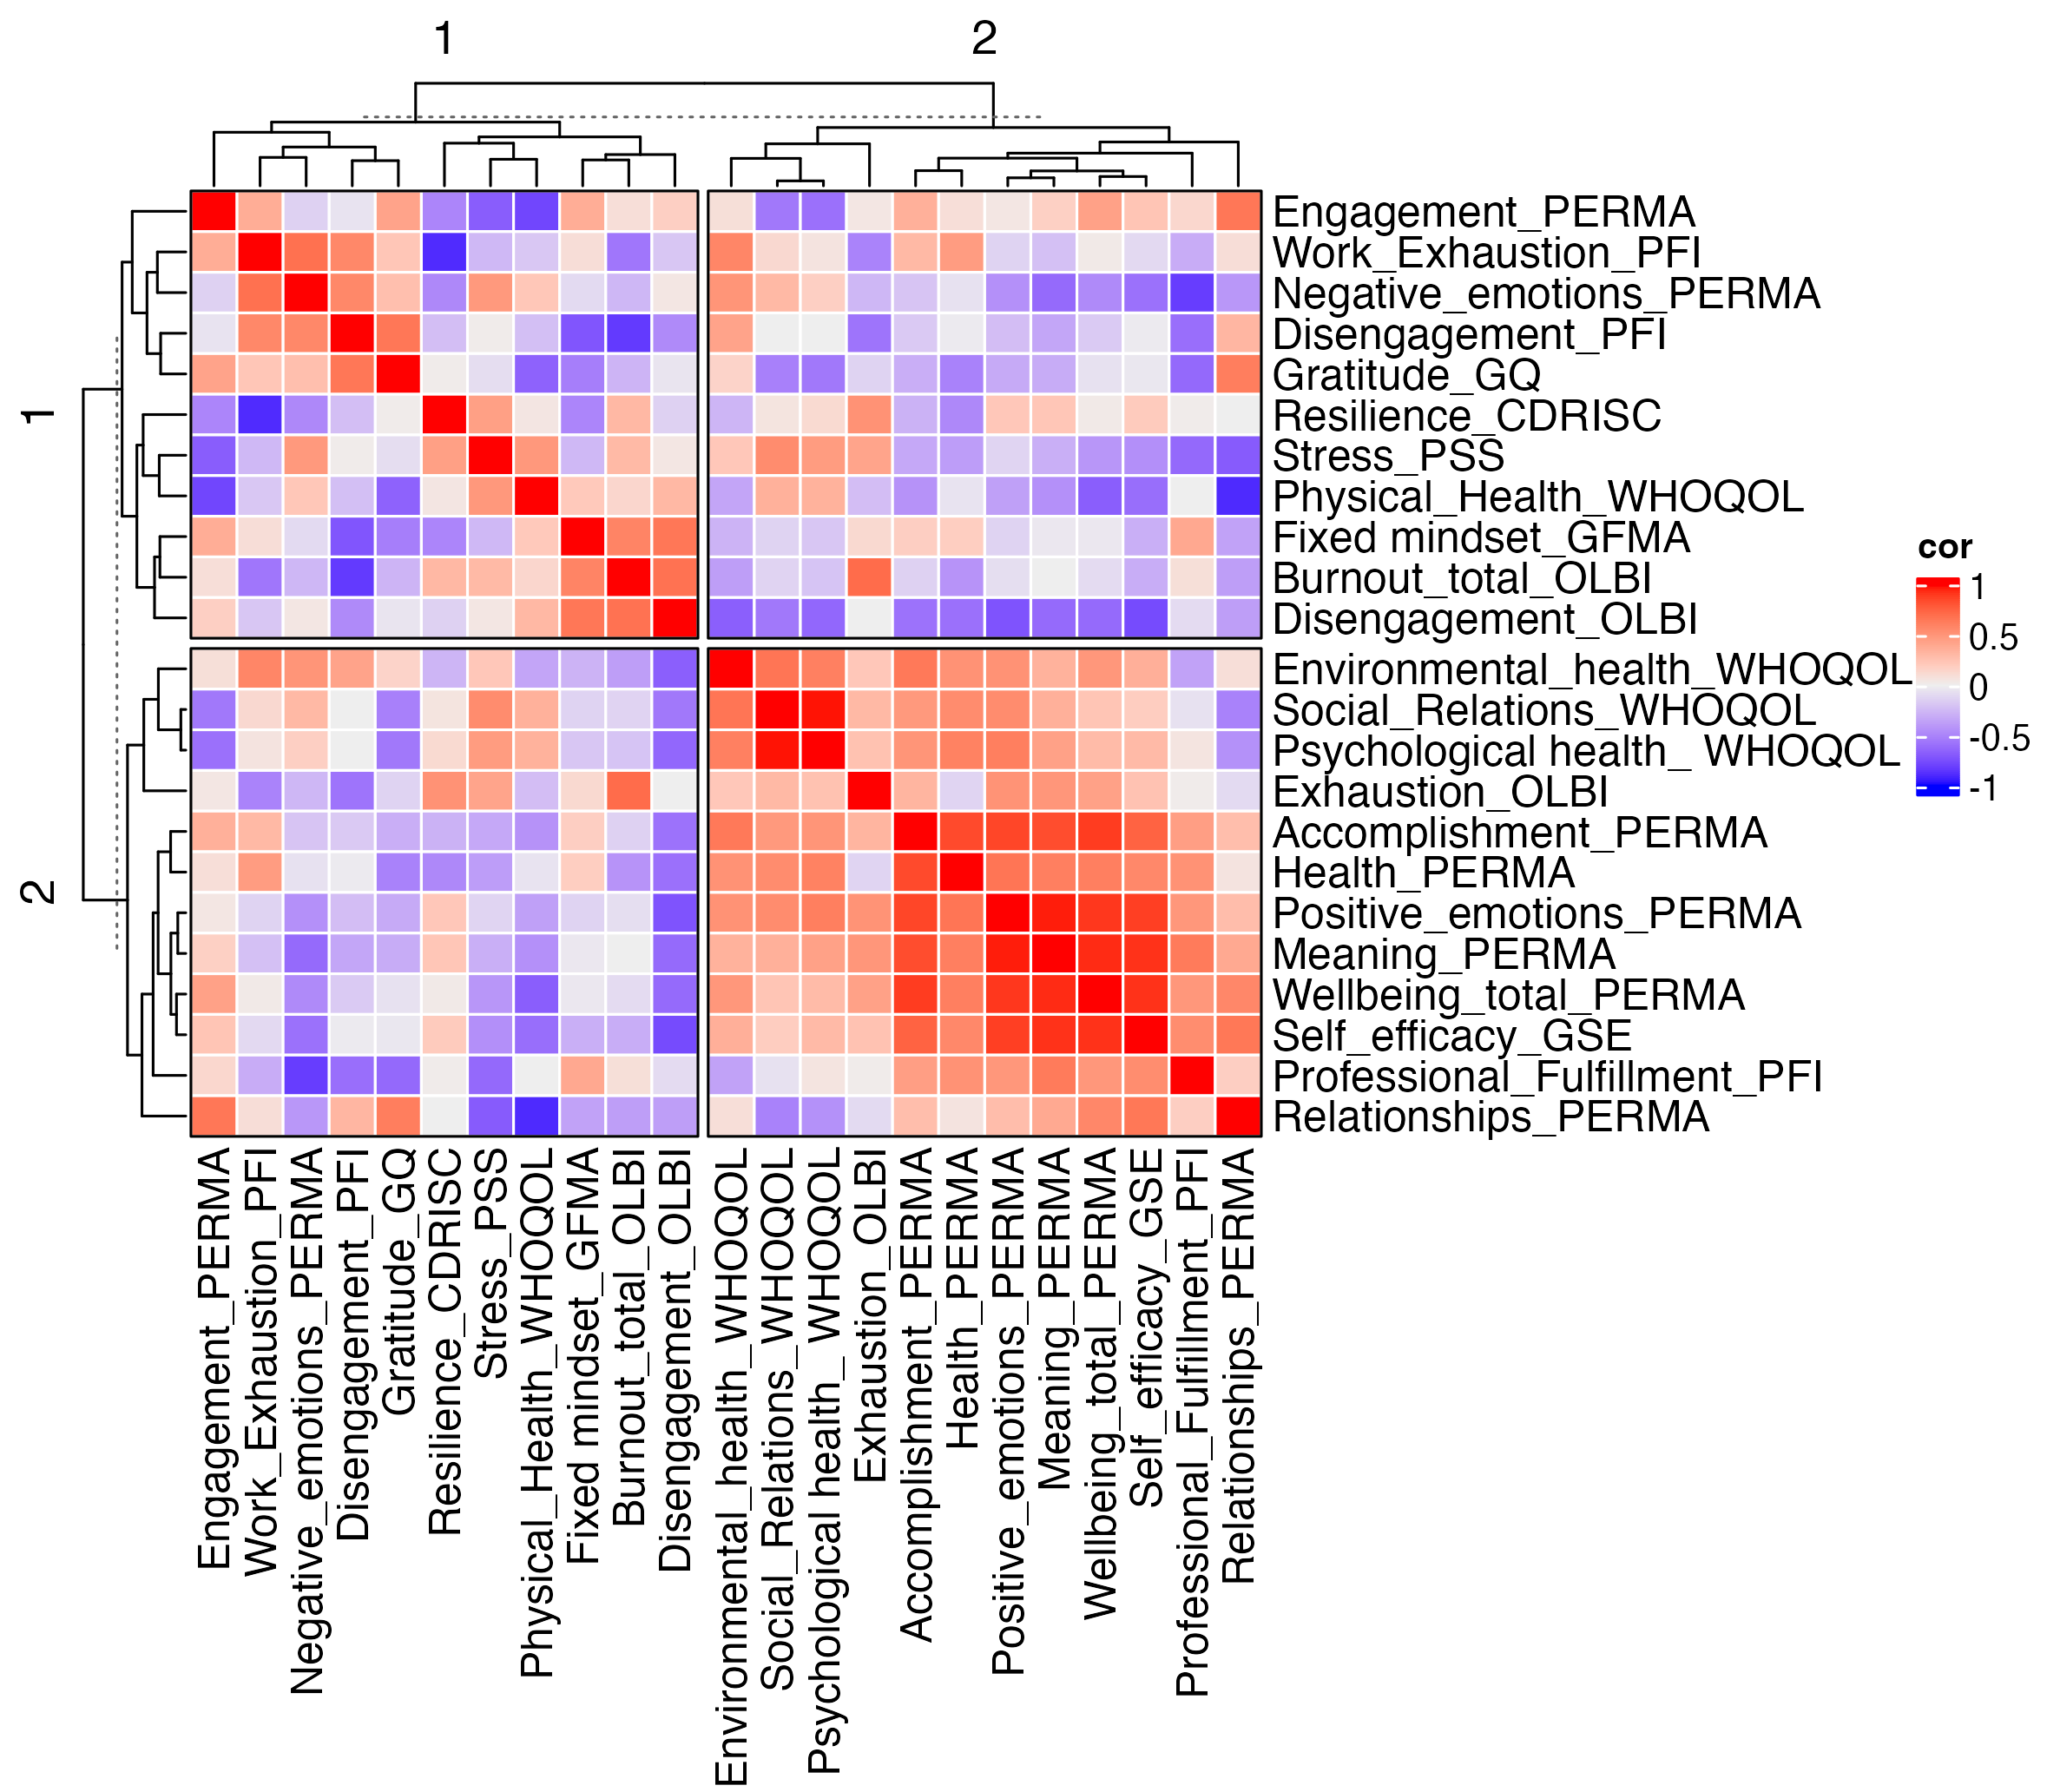 1
2
1
2
Engagement_PERMA
Work_Exhaustion_PFI
Negative_emotions_PERMA
Disengagement_PFI
Gratitude_GQ
Resilience_CDRISC
Stress_PSS
Physical_Health_WHOQOL
Fixed mindset_GFMA
Burnout_total_OLBI
Disengagement_OLBI
Environmental_health_WHOQOL
Social_Relations_WHOQOL
Psychological health_ WHOQOL
Exhaustion_OLBI
Accomplishment_PERMA
Health_PERMA
Positive_emotions_PERMA
Meaning_PERMA
Wellbeing_total_PERMA
Self_efficacy_GSE
Professional_Fulfillment_PFI
Relationships_PERMA
cor
1
0.5
0
-0.5
-1
Engagement_PERMA
Work_Exhaustion_PFI
Negative_emotions_PERMA
Disengagement_PFI
Gratitude_GQ
Resilience_CDRISC
Stress_PSS
Physical_Health_WHOQOL
Fixed mindset_GFMA
Burnout_total_OLBI
Disengagement_OLBI
Environmental_health_WHOQOL
Social_Relations_WHOQOL
Psychological health_ WHOQOL
Exhaustion_OLBI
Accomplishment_PERMA
Health_PERMA
Positive_emotions_PERMA
Meaning_PERMA
Wellbeing_total_PERMA
Self_efficacy_GSE
Professional_Fulfillment_PFI
Relationships_PERMA